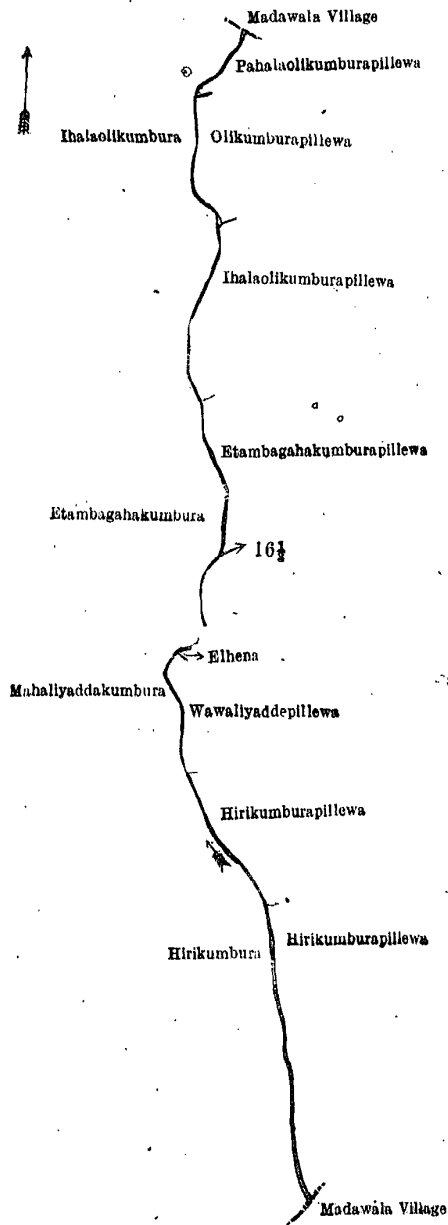 Madawala Village
Pahalaolikumburapillewa
Ihalaolikumbura
Olikumburapillewa
Ihalaolikumburapillewa
Etambagahakumburapillewa
Etambagahakumbura
16½
Elhena
Mahaliyaddakumbura
Wawaliyaddepillewa
Hirikumburapillewa
Hirikumbura
Hirikumburapillewa
Madawala Village